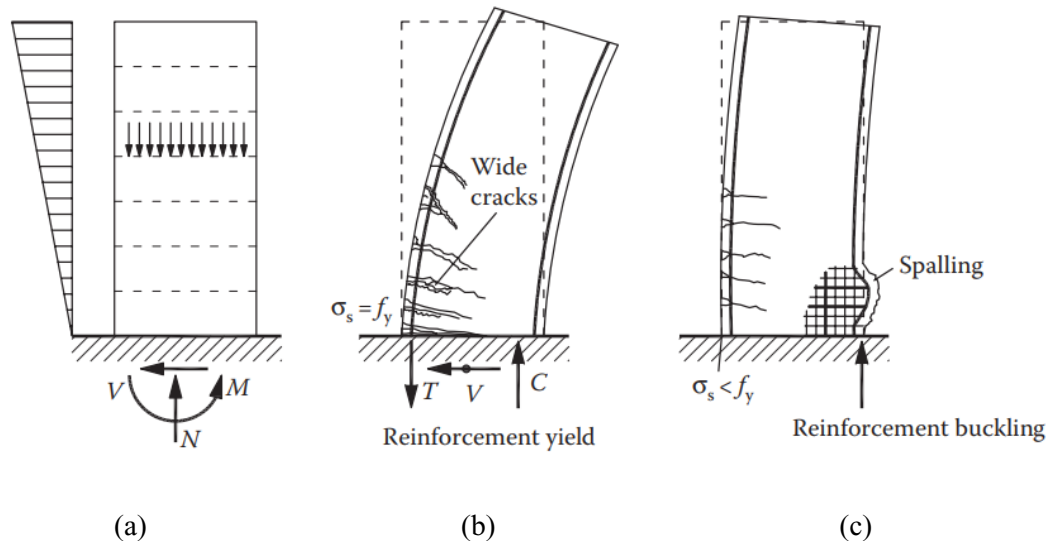 V
M
N
Wide
cracks
σs = fy
T
V
C
Reinforcement yield
Spalling
σs < fy
Reinforcement buckling
(a)
(b)
(c)